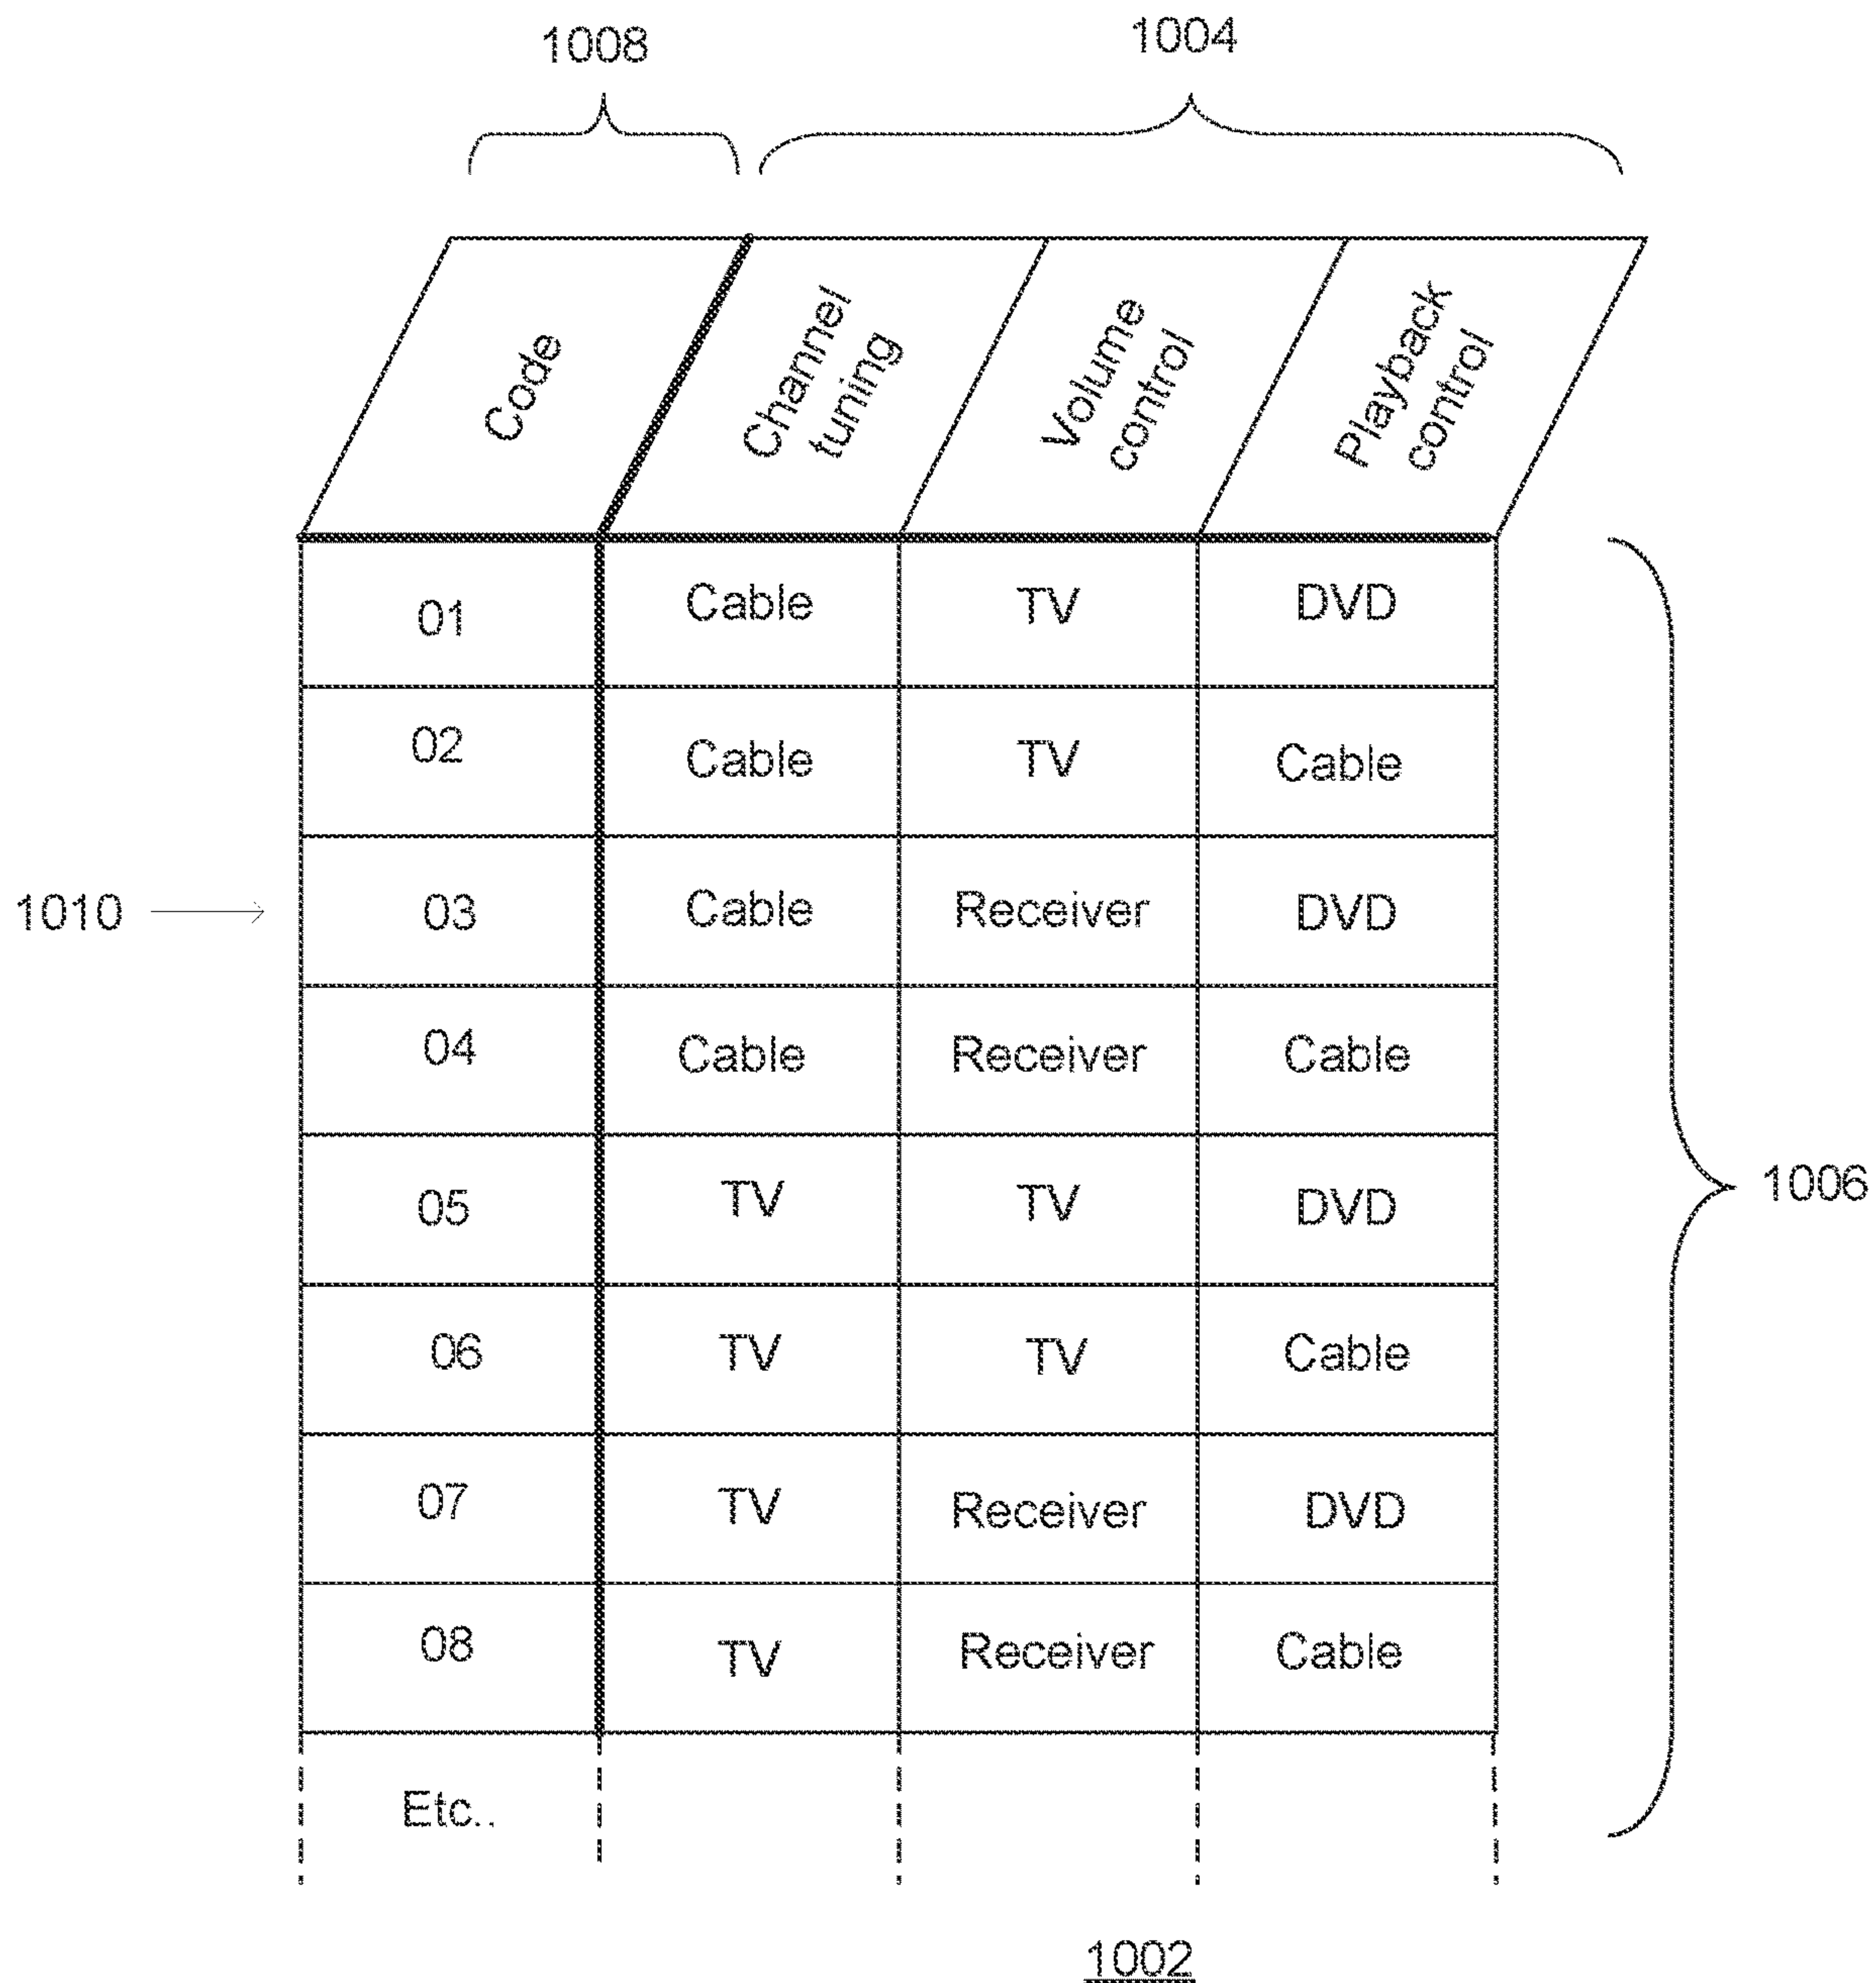 1008 1004
Code Channel tuning Volume control Playback control
01 Cable TV DVD
02 Cable TV Cable
1010 03 Cable Receiver DVD
04 Cable Receiver Cable
05 TV TV DVD
1006
06 TV TV Cable
07 TV Receiver DVD
08 TV Receiver Cable
Etc..
1002